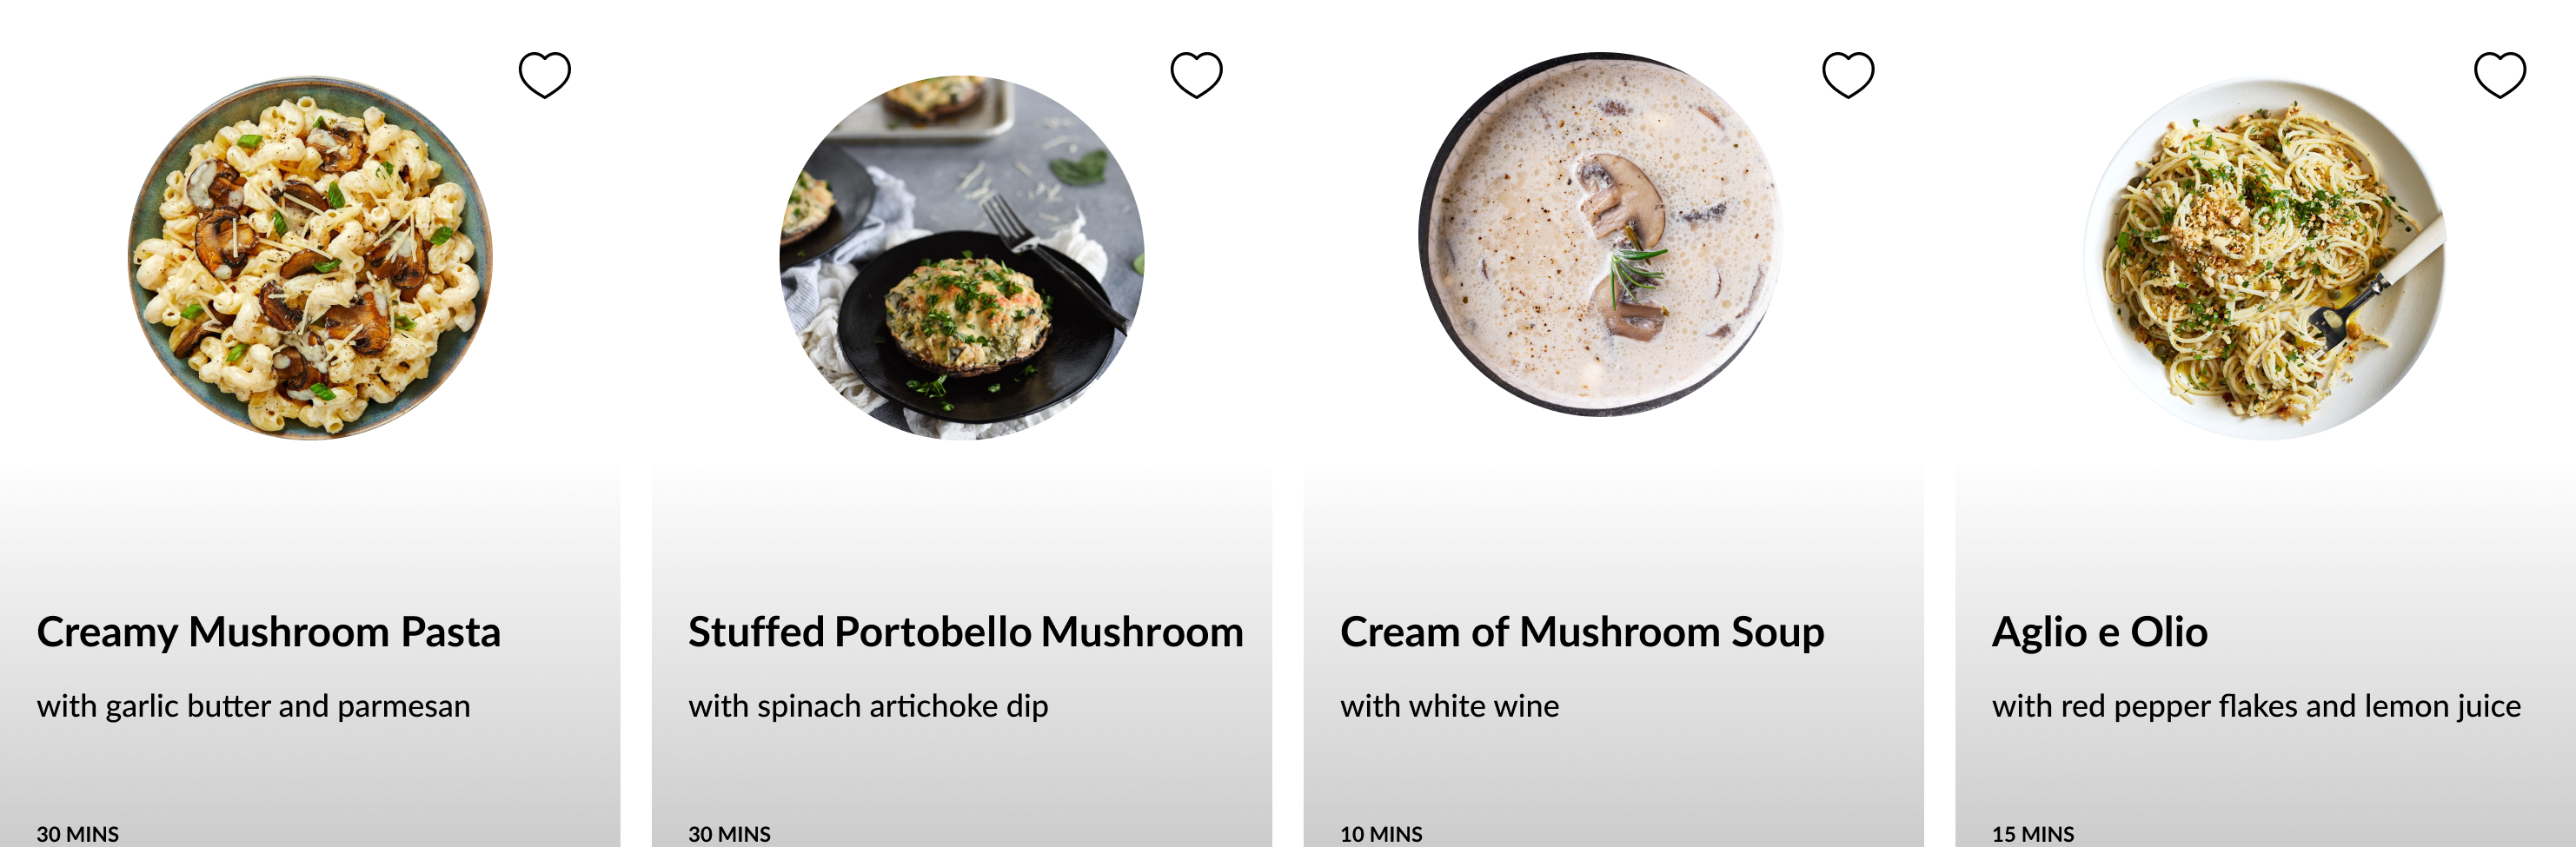 Creamy Mushroom Pasta
with garlic butter and parmesan
30 MINS
Stuffed Portobello Mushroom
with spinach artichoke dip
30 MINS
Cream of Mushroom Soup
with white wine
10 MINS
Aglio e Olio
with red pepper flakes and lemon juice
15 MINS